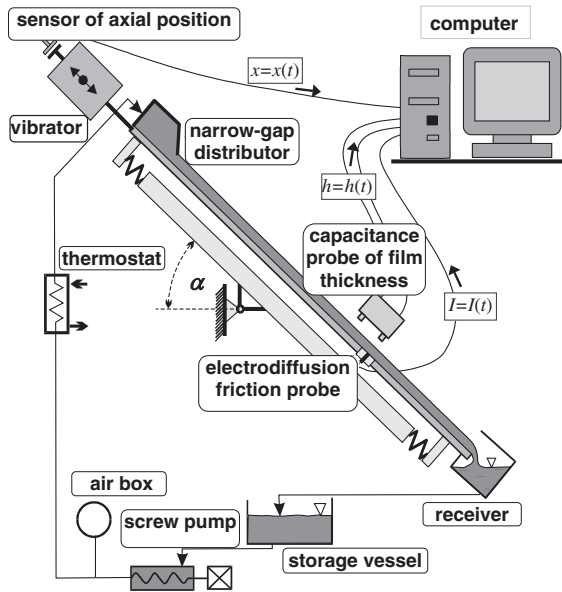 sensor of axial position
computer
x=x(t)
vibrator
narrow-gap
distributor
h=h(t)
capacitance
probe of film
thickness
thermostat
α
I=I(t)
electrodiffusion
friction probe
air box
screw pump
receiver
storage vessel